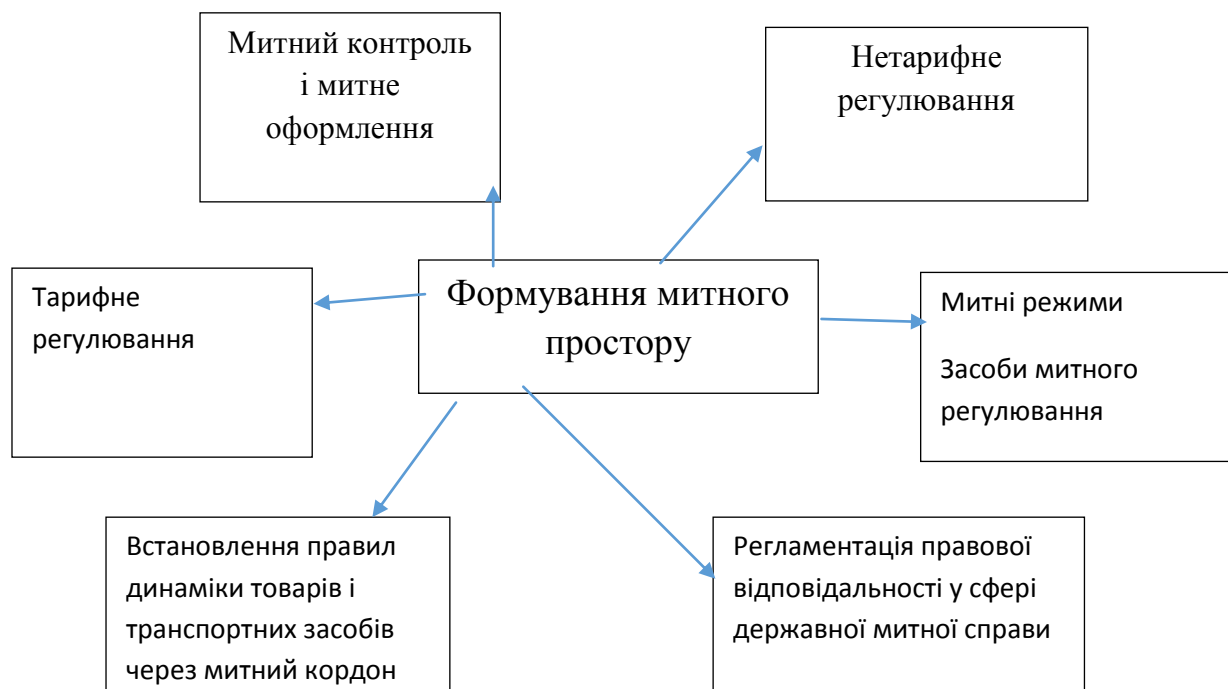 Митний контроль
і митне
оформлення
Нетарифне
регулювання
Тарифне
регулювання
Формування митного
простору
Митні режими
Засоби митного
регулювання
Встановлення правил
динаміки товарів і
транспортних засобів
через митний кордон
Регламентація правової
відповідальності у сфері
державної митної справи